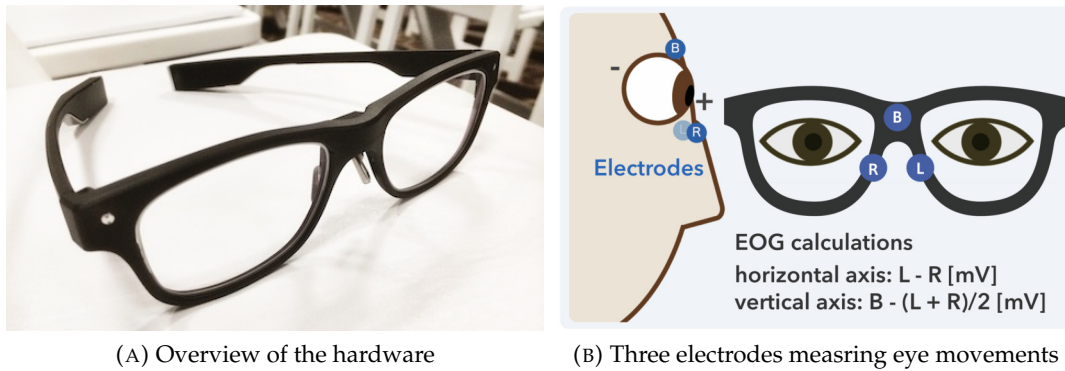 B
-
+
L R
Electrodes
B
R L
EOG calculations
horizontal axis: L - R [mV]
vertical axis: B - (L + R)/2 [mV]
(A) Overview of the hardware
(B) Three electrodes measring eye movements